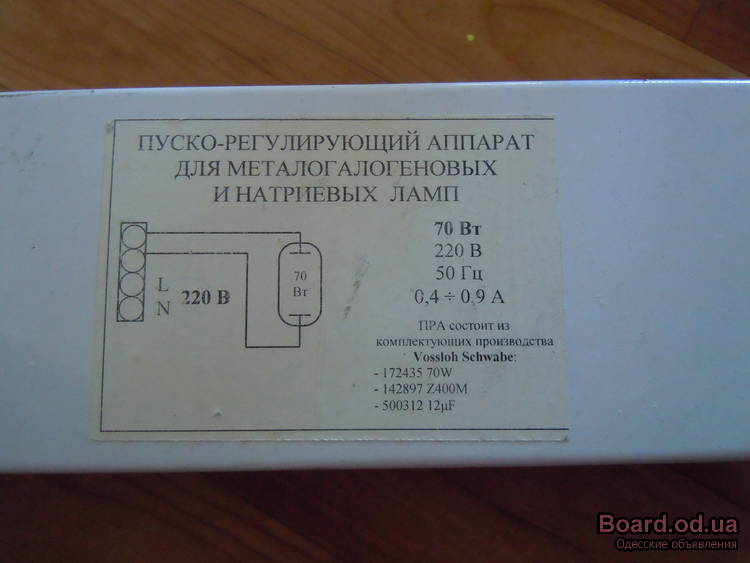 ПУСКО-РЕГУЛИРУЮЩИЙ АППАРАТ
ДЛЯ МЕТАЛОГАЛОГЕНОВЫХ
И НАТРИЕВЫХ ЛАМП
L
N
220 В
70
Вт
70 Вт
220 В
50 Гц
0,4 ÷ 0,9 А
ПРА состоит из
комплектующих производства
Vossloh Schwabe:
- 172435 70W
- 142897 Z400M
- 500312 12µF
Board.od.ua
Одесские объявления